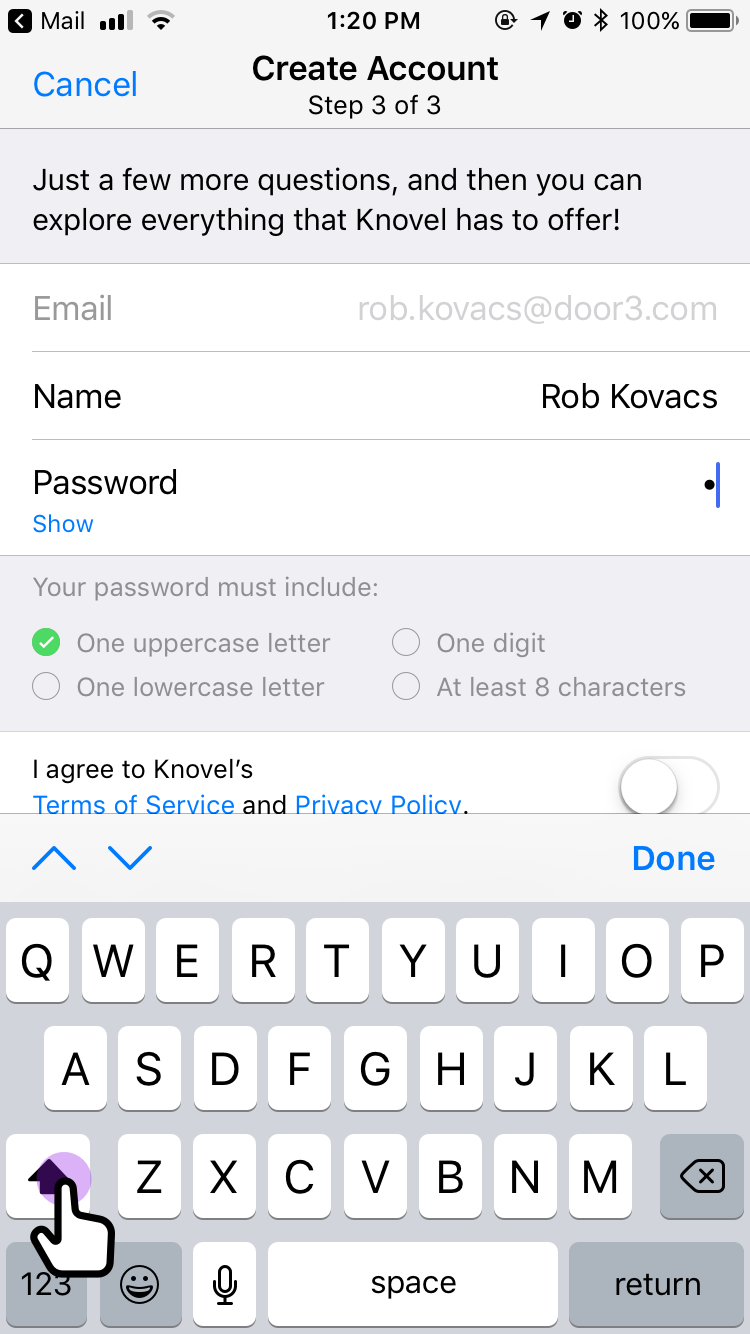 Mail 1:20 PM 100%
Create Account
Cancel
Step 3 of 3
Just a few more questions, and then you can
explore everything that Knovel has to offer!
Email rob.kovacs@door3.com
Name Rob Kovacs
Password •
Show
Your password must include:
One uppercase letter One digit
One lowercase letter At least 8 characters
I agree to Knovel’s
Terms of Service and Privacy Policy.
Done
Q W E R T Y U I O P
A S D F G H J K L
Z X C V B N M
123 space return